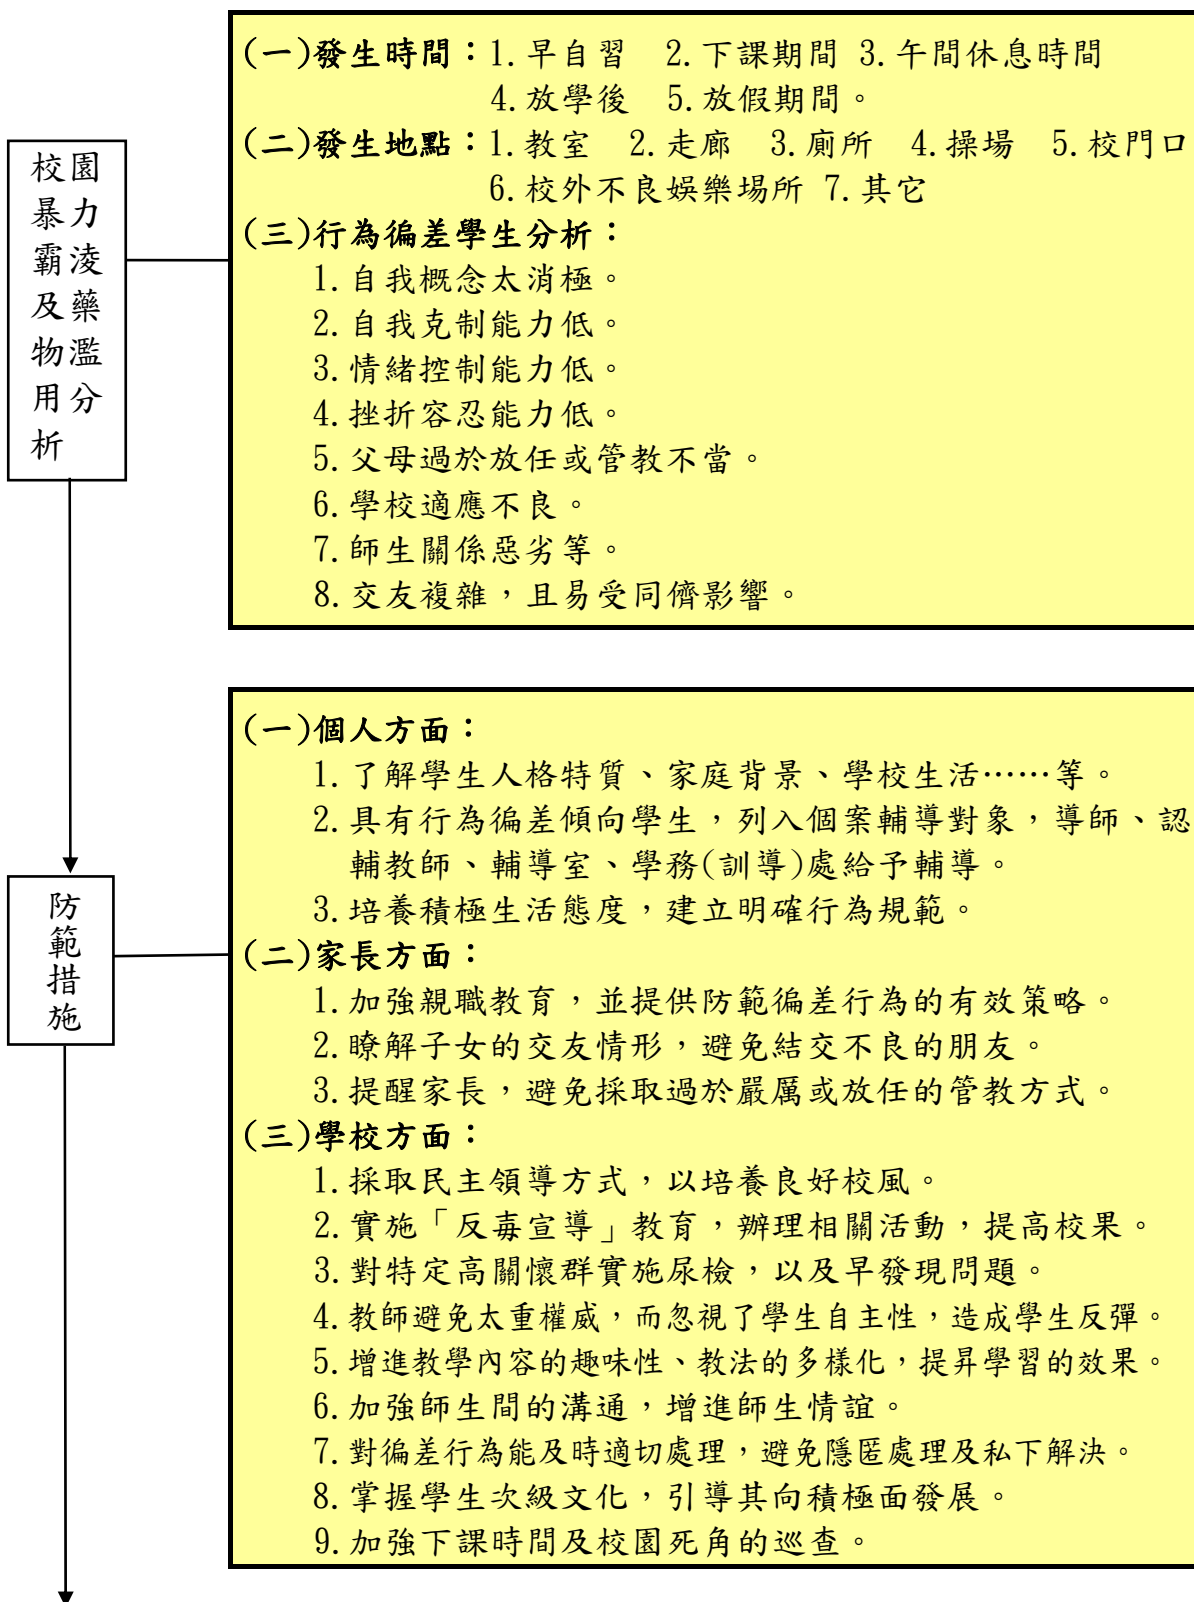 校園
暴力
霸淩
及藥
物濫
用分
析
(一)發生時間：1.早自習 2.下課期間 3.午間休息時間
4.放學後 5.放假期間。
(二)發生地點：1.教室 2.走廊 3.廁所 4.操場 5.校門口
6.校外不良娛樂場所 7.其它
(三)行為偏差學生分析：
1.自我概念太消極。
2.自我克制能力低。
3.情緒控制能力低。
4.挫折容忍能力低。
5.父母過於放任或管教不當。
6.學校適應不良。
7.師生關係惡劣等。
8.交友複雜，且易受同儕影響。
防範措施
(一)個人方面：
1.了解學生人格特質、家庭背景、學校生活……等。
2.具有行為偏差傾向學生，列入個案輔導對象，導師、認
輔教師、輔導室、學務(訓導)處給予輔導。
3.培養積極生活態度，建立明確行為規範。
(二)家長方面：
1.加強親職教育，並提供防範偏差行為的有效策略。
2.瞭解子女的交友情形，避免結交不良的朋友。
3.提醒家長，避免採取過於嚴厲或放任的管教方式。
(三)學校方面：
1.採取民主領導方式，以培養良好校風。
2.實施「反毒宣導」教育，辦理相關活動，提高校果。
3.對特定高關懷群實施尿檢，以及早發現問題。
4.教師避免太重權威，而忽視了學生自主性，造成學生反彈。
5.增進教學內容的趣味性、教法的多樣化，提昇學習的效果。
6.加強師生間的溝通，增進師生情誼。
7.對偏差行為能及時適切處理，避免隱匿處理及私下解決。
8.掌握學生次級文化，引導其向積極面發展。
9.加強下課時間及校園死角的巡查。